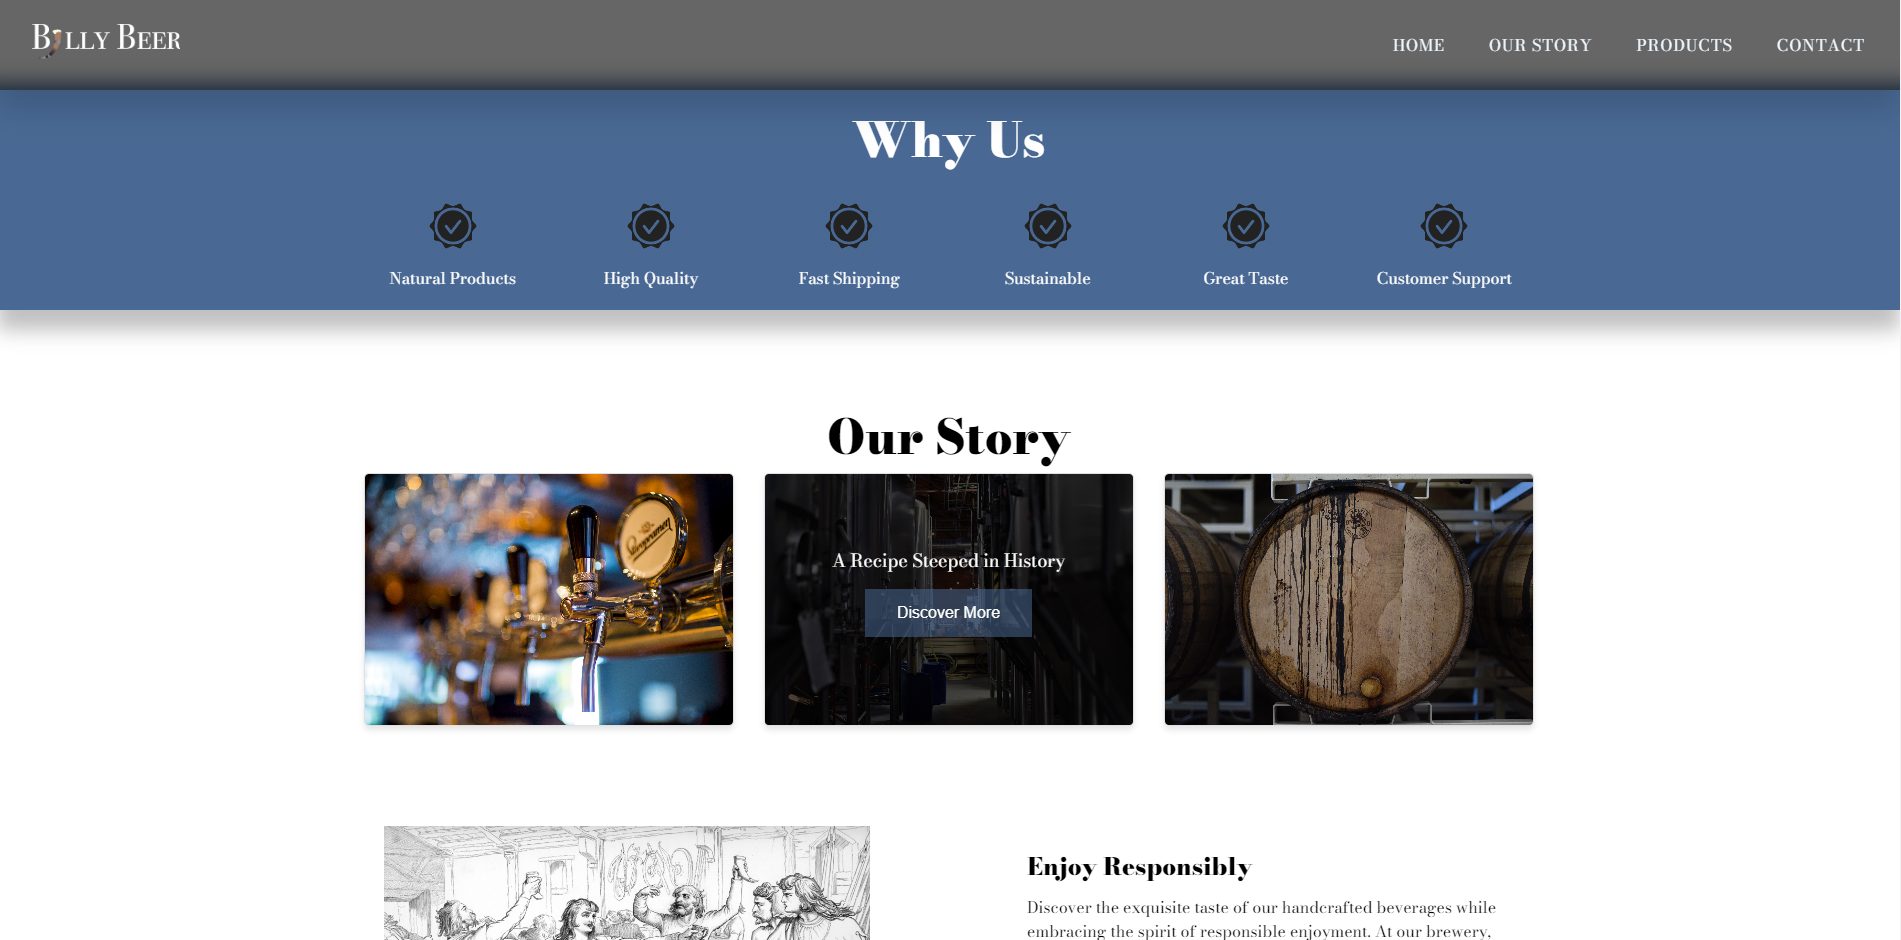 Billy Beer
HOME OUR STORY PRODUCTS CONTACT
Why Us
Natural Products High Quality Fast Shipping Sustainable Great Taste Customer Support
Our Story
Staropramen
A Recipe Steeped in History
Discover More
Enjoy Responsibly
Discover the exquisite taste of our handcrafted beverages while
embracing the spirit of responsible enjoyment. At our brewery,